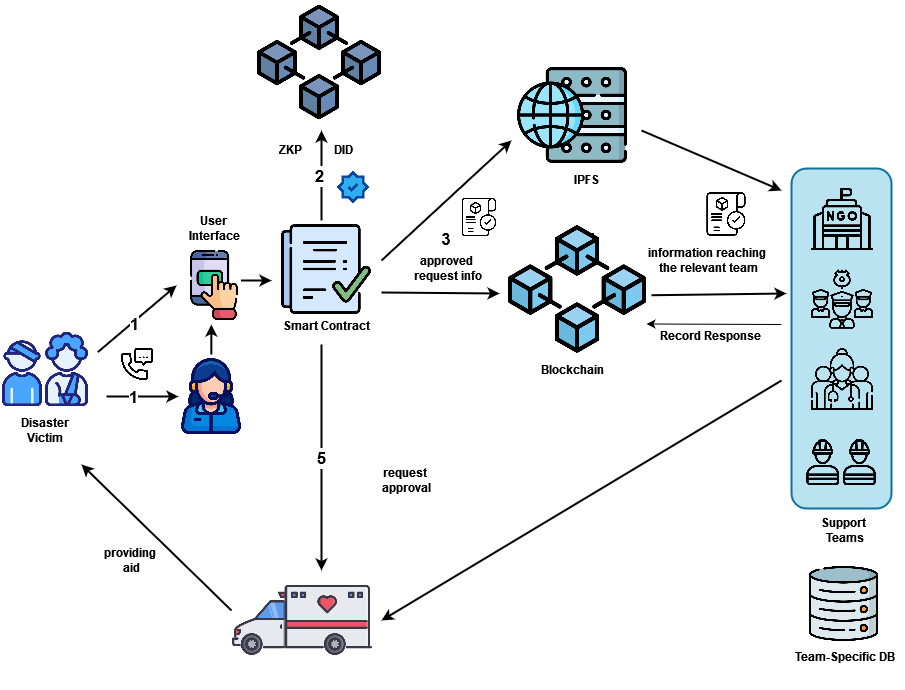 ZKP DID
2
IPFS
NGO
User
Interface
3
approved
request info
information reaching
the relevant team
Smart Contract
1
Record Response
Blockchain
1
Disaster
Victim
5
request
approval
Support
Teams
providing
aid
Team-Specific DB